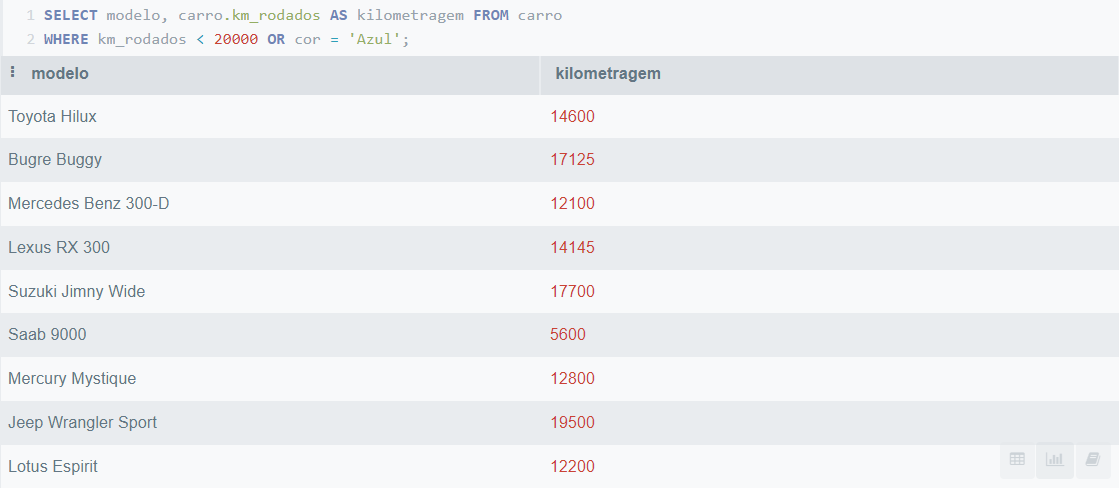 1 SELECT modelo, carro.km_rodados AS kilometragem FROM carro
2 WHERE km_rodados < 20000 OR cor = 'Azul';
modelo kilometragem
Toyota Hilux 14600
Bugre Buggy 17125
Mercedes Benz 300-D 12100
Lexus RX 300 14145
Suzuki Jimny Wide 17700
Saab 9000 5600
Mercury Mystique 12800
Jeep Wrangler Sport 19500
Lotus Espirit 12200